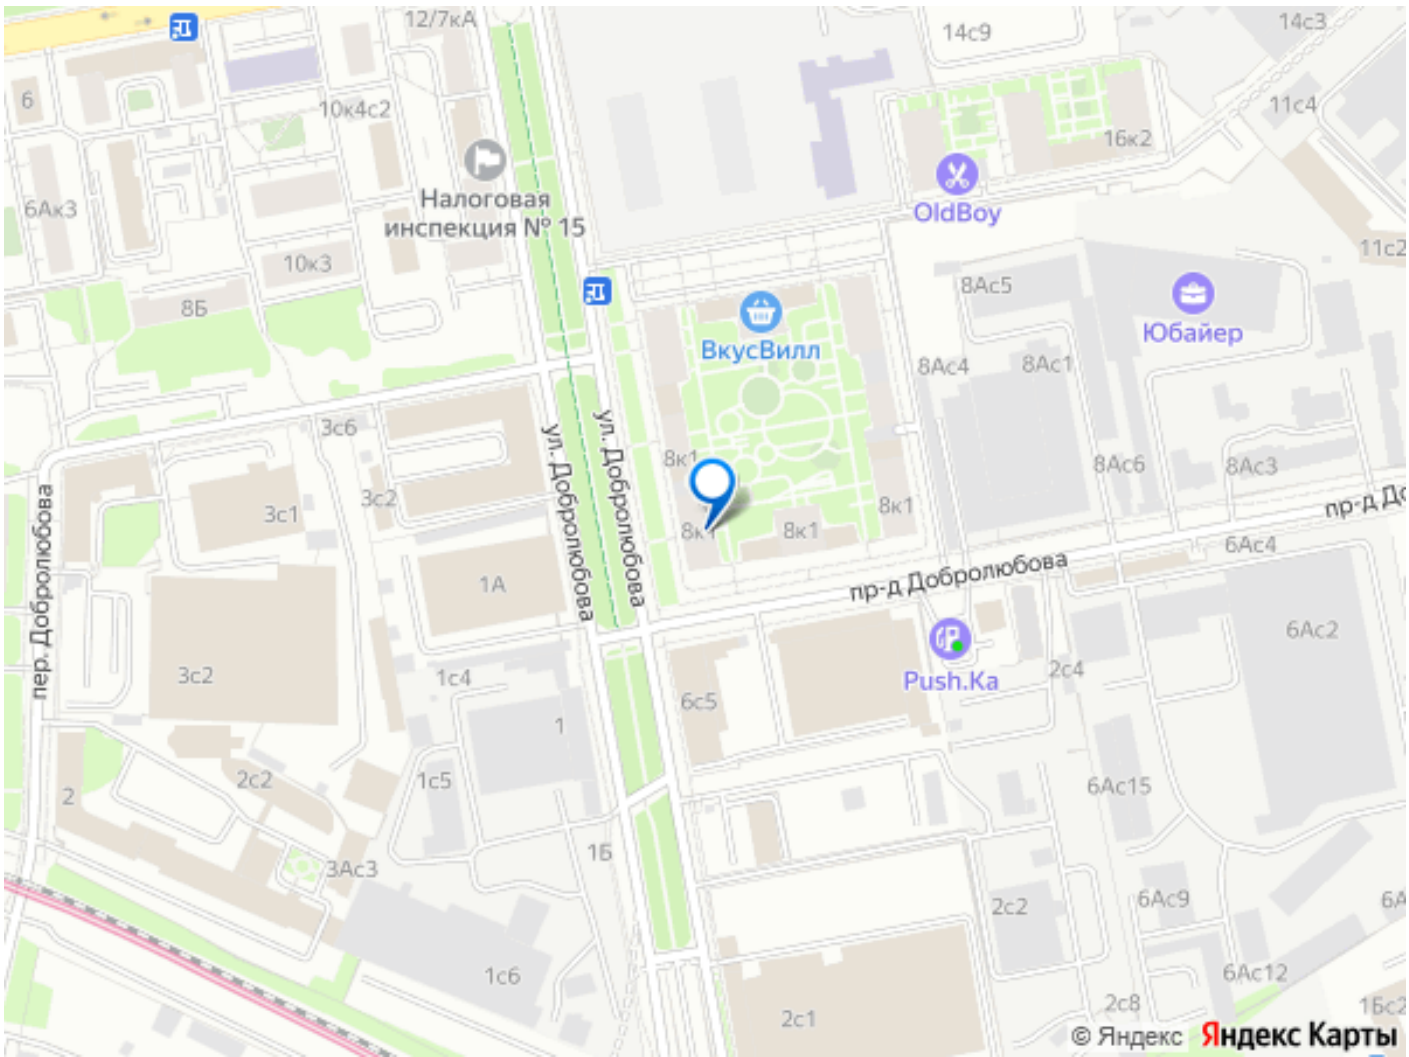 12/7кА
14с9
14с3
6
10к4с2
11с4
16к2
Налоговая
инспекция № 15
OldBoy
6Ак3
10к3
11с2
8Б
8Ас5
Юбайер
ВкусВилл
8Ас4
8Ас1
3с6
ул. Добролюбова
ул. Добролюбова
8к1
8Ас6
8Ас3
3с2
3с1
8к1
8к1
8к1
пр-д До
6Ас4
пр-д Добролюбова
1А
пер. Добролюбова
6Ас2
3с2
1с4
Push.Ka
2с4
6с5
1
2с2
1с5
2
6Ас15
1Б
3Ас3
2с2
6Ас9
6А
1с6
6Ас12
2с8
1Бс2
2с1
© Яндекс Яндекс Карты